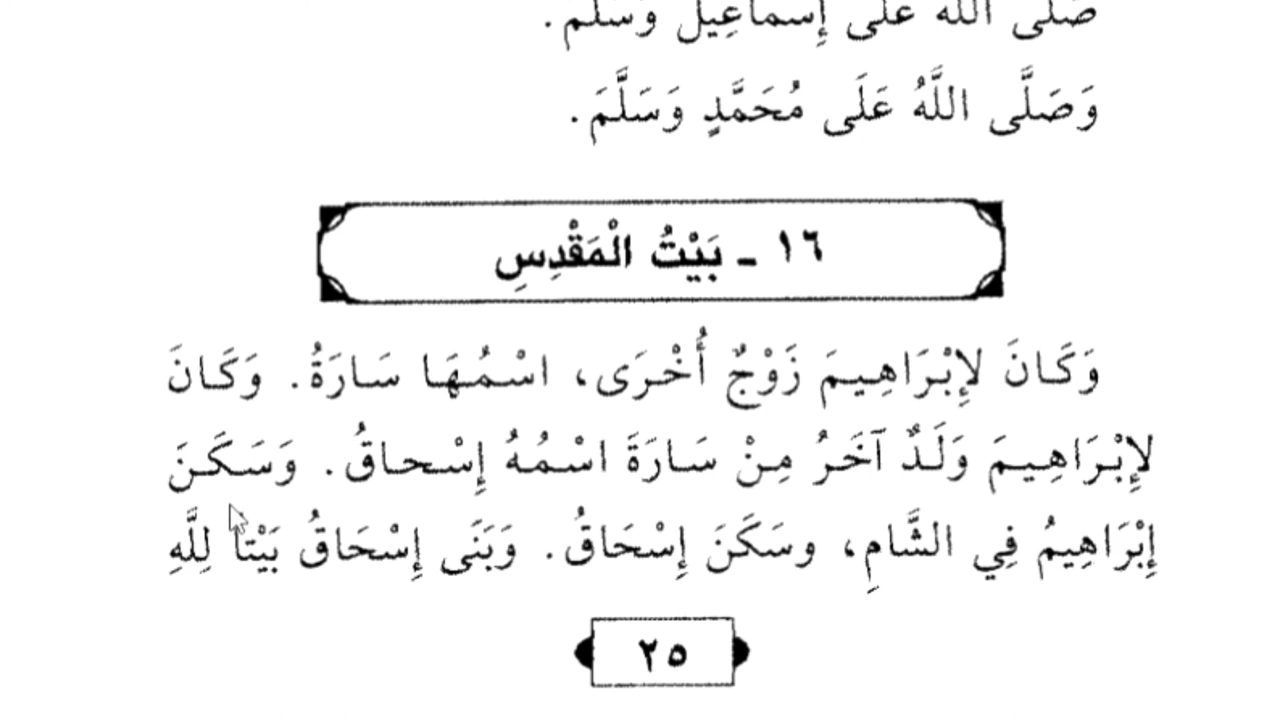 صَلَّى اللَّهُ عَلَى إِسْمَاعِيلَ وَسَلَّمَ.
وَصَلَّى اللَّهُ عَلَى مُحَمَّدٍ وَسَلَّمَ.
١٦ - بَيْتُ الْمَقْدِسِ
وَكَانَ لإِبْرَاهِيمَ زَوْجٌ أُخْرَى، اسْمُهَا سَارَةُ. وَكَانَ
لإِبْرَاهِيمَ وَلَدٌ آخَرُ مِنْ سَارَةَ اسْمُهُ إِسْحاقُ. وَسَكَنَ
إِبْرَاهِيمُ فِي الشَّامِ، وسَكَنَ إِسْحَاقُ. وَبَنَى إِسْحَاقُ بَيْتاً لِلَّهِ
٢٥